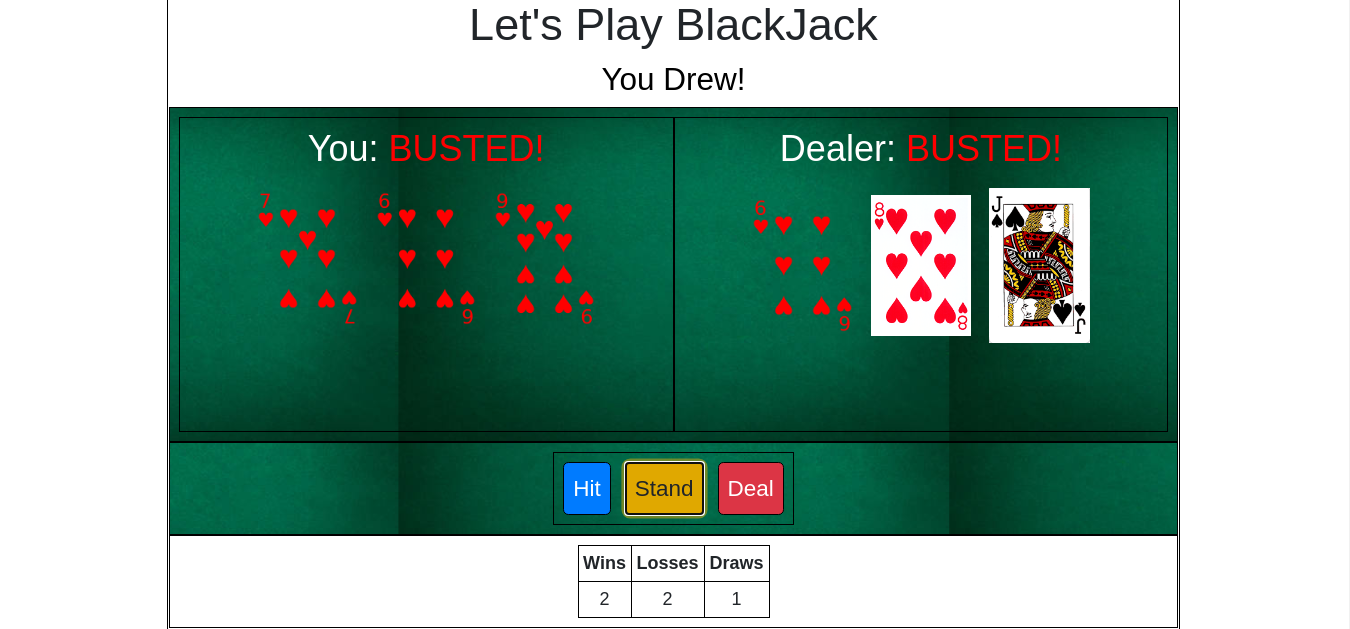 Let's Play BlackJack
You Drew!
You: BUSTED!
7 6 9
7 6 9
Dealer: BUSTED!
6 8 J
6 8 J
Hit Stand Deal
Wins Losses Draws
2 2 1